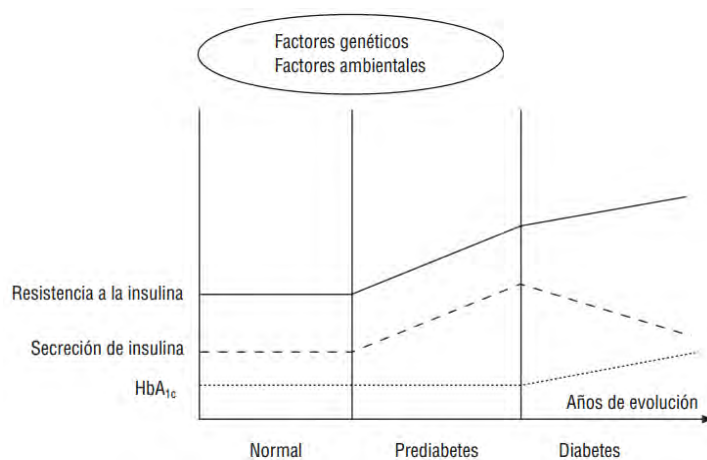 Factores genéticos
Factores ambientales
Resistencia a la insulina
Secreción de insulina
HbA1c
Años de evolución
Normal
Prediabetes
Diabetes